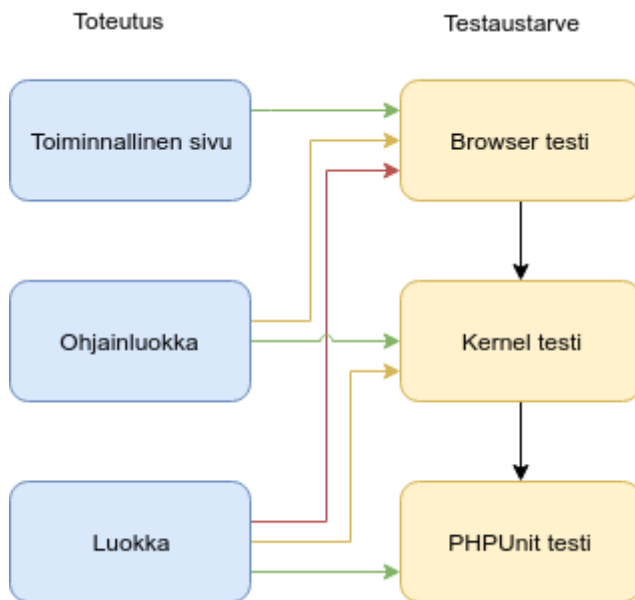 Toteutus
Testaustarve
Toiminnallinen sivu
Browser testi
Ohjainluokka
Kernel testi
Luokka
PHPUnit testi